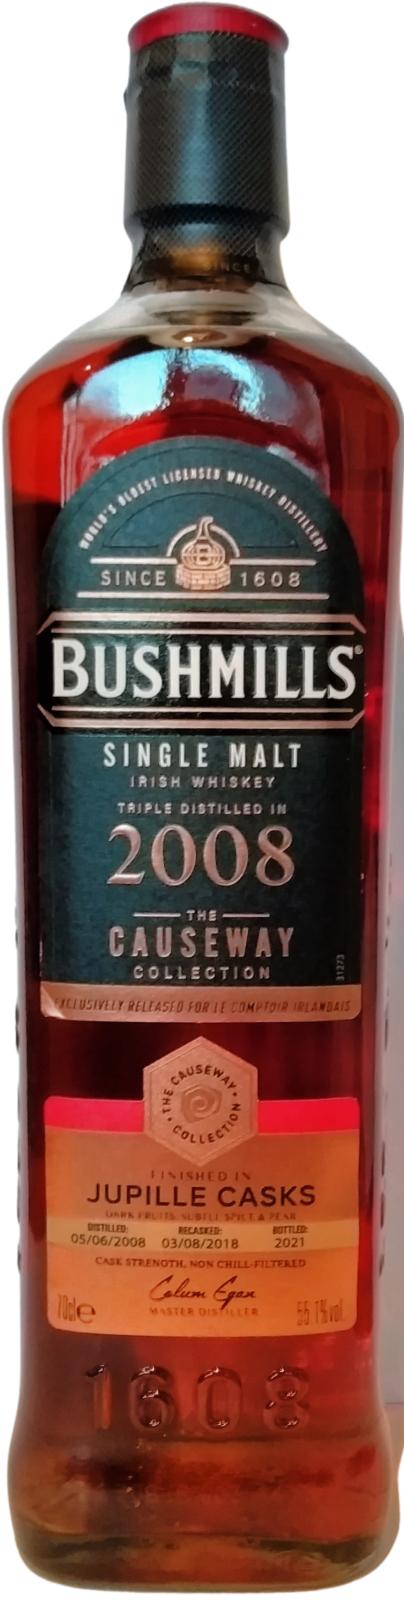 SINCE
WORLD'S OLDEST LICENSED WHISKEY DISTILLERY
B
SINCE 1608
BUSHMILLS®
SINGLE MALT
IRISH WHISKEY
TRIPLE DISTILLED IN
2008
THE
CAUSEWAY
COLLECTION
31273
EXCLUSIVELY RELEASED FOR LE COMPTOIR IRLANDAIS
• THE CAUSEWAY • COLLECTION
FINISHED IN
JUPILLE CASKS
DARK FRUITS, SUBTLE SPICE & PEAR
DISTILLED: RECASKED: BOTTLED:
05/06/2008 03/08/2018 2021
CASK STRENGTH, NON CHILL-FILTERED
Colum Egan
70cl e MASTER DISTILLER 55.1%vol.
1608